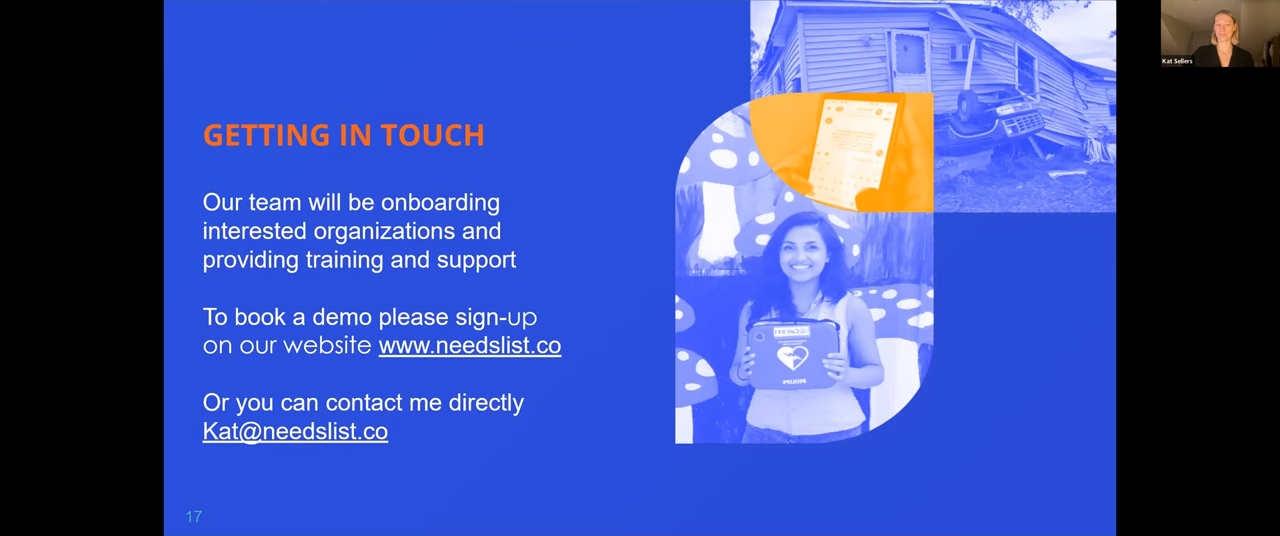 Kat Sellers
GETTING IN TOUCH
Our team will be onboarding
interested organizations and
providing training and support
To book a demo please sign-up
on our website www.needslist.co
Or you can contact me directly
Kat@needslist.co
17